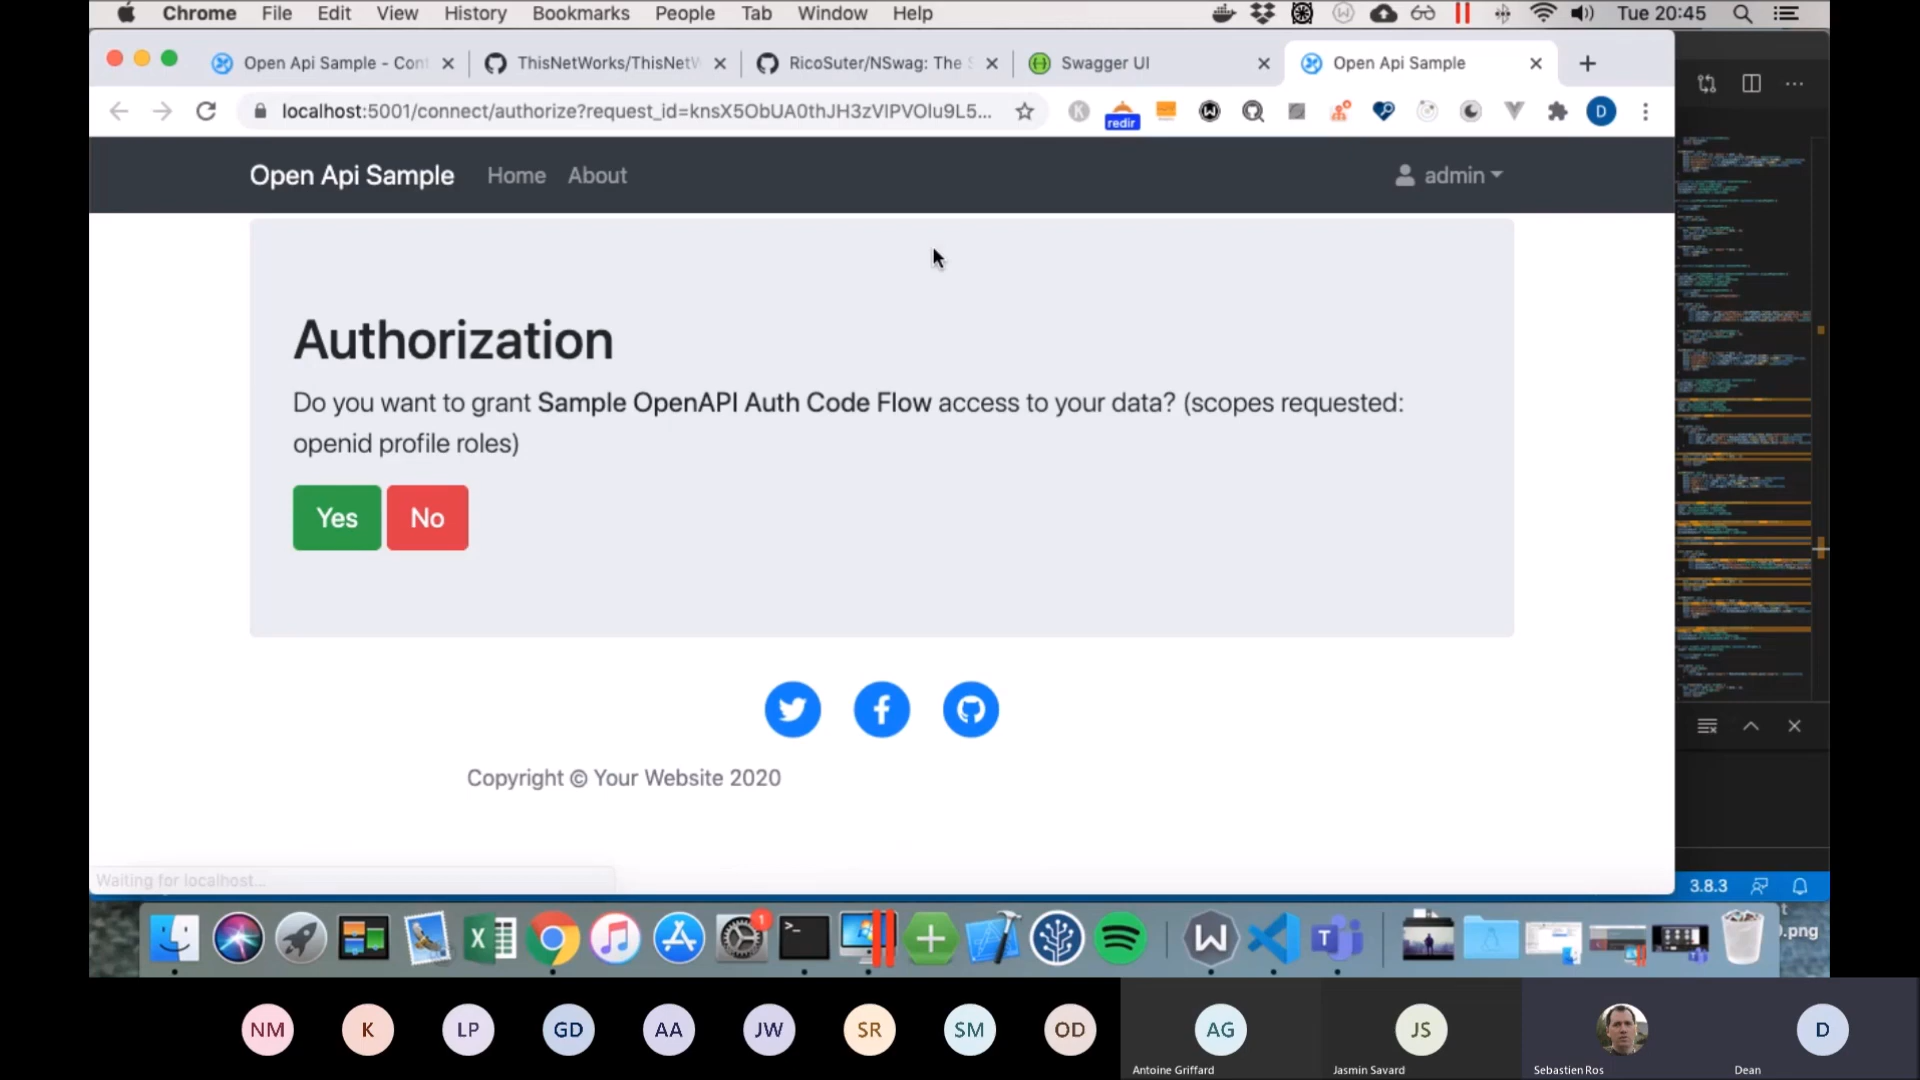 Chrome File Edit View History Bookmarks People Tab Window Help
Tue 20:45
Open Api Sample - Cont
ThisNetWorks/ThisNetW
RicoSuter/NSwag: The S
Swagger UI
Open Api Sample
localhost:5001/connect/authorize?request_id=knsX5ObUA0thJH3zVIPVOlu9L5...
redir
D
Open Api Sample Home About
admin
Authorization
Do you want to grant Sample OpenAPI Auth Code Flow access to your data? (scopes requested:
openid profile roles)
Yes No
Copyright © Your Website 2020
Waiting for localhost...
3.8.3
1
.png
NM K LP GD AA JW SR SM OD AG JS D
Antoine Griffard
Jasmin Savard
Sebastien Ros
Dean